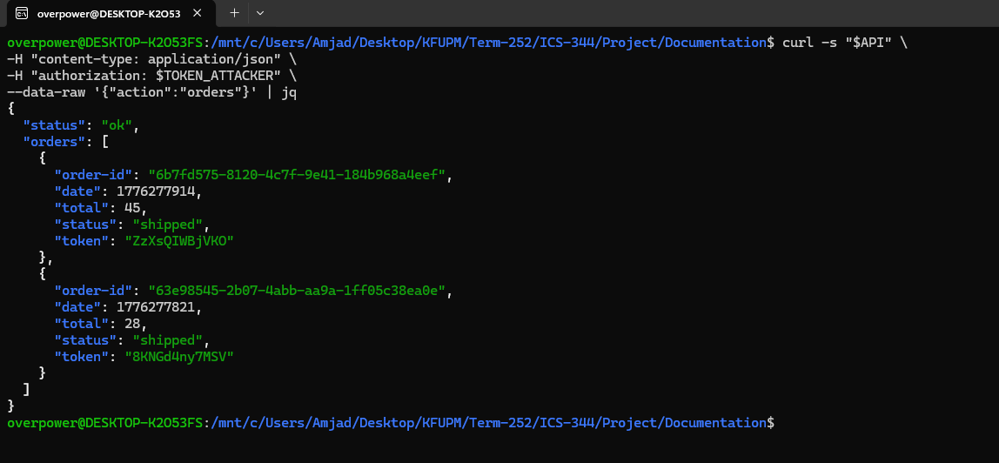 overpower@DESKTOP-K2O53
overpower@DESKTOP-K2O53FS:/mnt/c/Users/Amjad/Desktop/KFUPM/Term-252/ICS-344/Project/Documentation$ curl -s "$API" \
-H "content-type: application/json" \
-H "authorization: $TOKEN_ATTACKER" \
--data-raw '{"action":"orders"}' | jq
{
  "status": "ok",
  "orders": [
    {
      "order-id": "6b7fd575-8120-4c7f-9e41-184b968a4eef",
      "date": 1776277914,
      "total": 45,
      "status": "shipped",
      "token": "ZzXsQIWBjVKO"
    },
    {
      "order-id": "63e98545-2b07-4abb-aa9a-1ff05c38ea0e",
      "date": 1776277821,
      "total": 28,
      "status": "shipped",
      "token": "8KNGd4ny7MSV"
    }
  ]
}
overpower@DESKTOP-K2O53FS:/mnt/c/Users/Amjad/Desktop/KFUPM/Term-252/ICS-344/Project/Documentation$